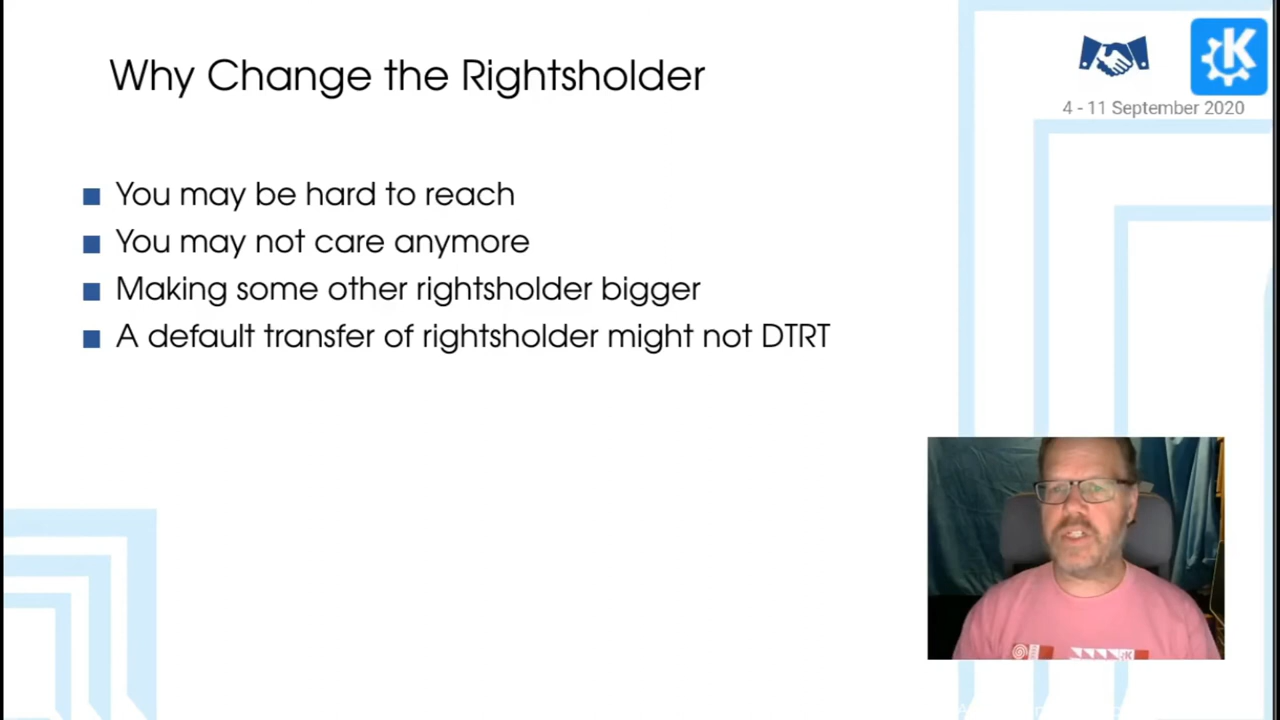 Why Change the Rightsholder
4 - 11 September 2020
You may be hard to reach
You may not care anymore
Making some other rightsholder bigger
A default transfer of rightsholder might not DTRT